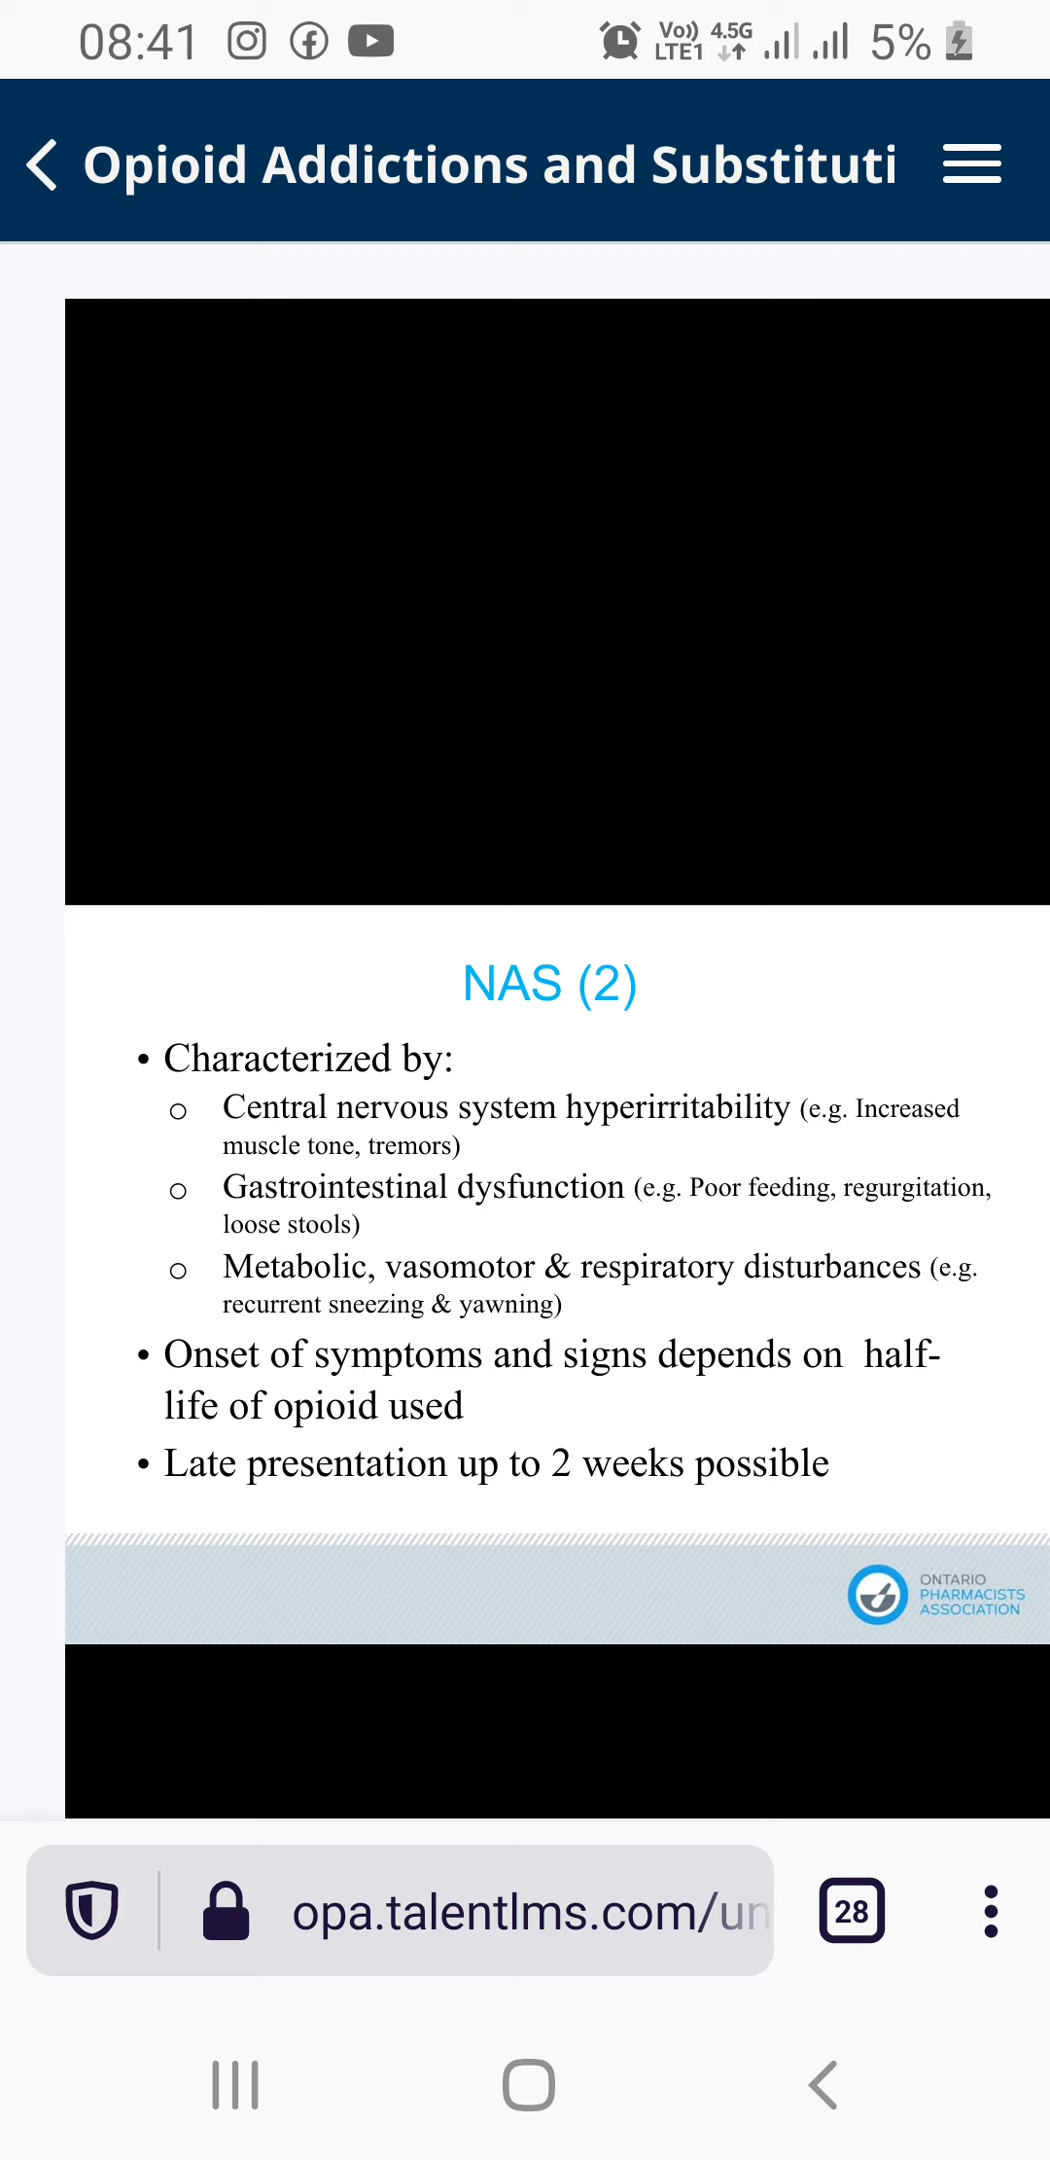 08:41 Vo)) LTE1 4.5G 5%
Opioid Addictions and Substituti
NAS (2)
• Characterized by:
o Central nervous system hyperirritability (e.g. Increased
muscle tone, tremors)
o Gastrointestinal dysfunction (e.g. Poor feeding, regurgitation,
loose stools)
o Metabolic, vasomotor & respiratory disturbances (e.g.
recurrent sneezing & yawning)
• Onset of symptoms and signs depends on half-
life of opioid used
• Late presentation up to 2 weeks possible
ONTARIO
PHARMACISTS
ASSOCIATION
opa.talentlms.com/un 28